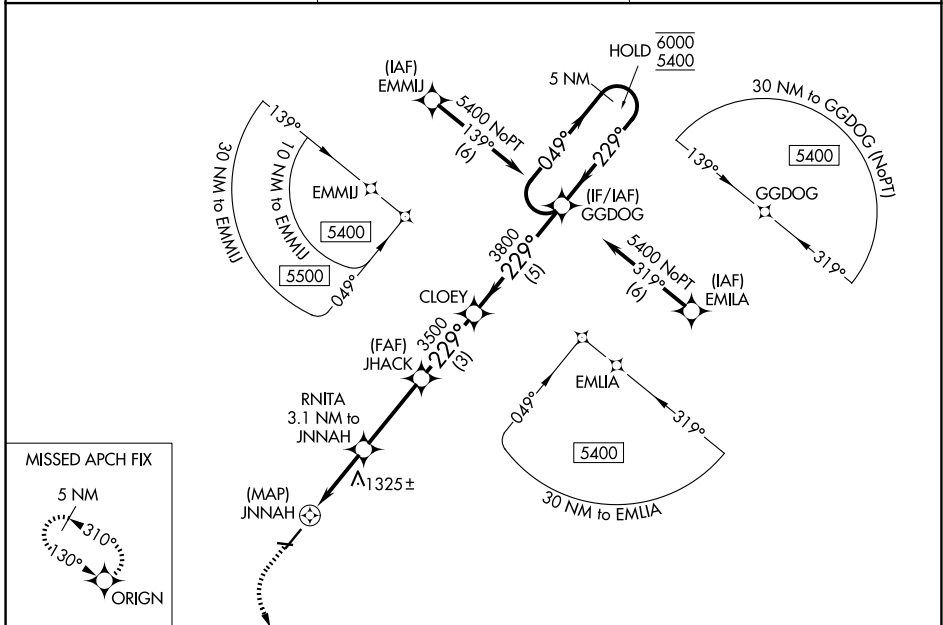 HOLD 6000
5400
5 NM
(IAF)
EMMIJ
5400 NoPT
139°
(6)
049°
229°
(IF/IAF)
GGDOG
30 NM to GGDOG (NoPT)
5400
139°
GGDOG
319°
139°
30 NM to EMMIJ
10 NM to EMMIJ
EMMIJ
5400
5500
049°
5400 NoPT
319°
(6)
(IAF)
EMILA
3800
229°
(5)
CLOEY
3500
229°
(3)
(FAF)
JHACK
RNITA
3.1 NM to
JNNAH
1325±
(MAP)
JNNAH
EMLIA
049°
319°
5400
30 NM to EMLIA
MISSED APCH FIX
5 NM
310°
130°
ORIGN